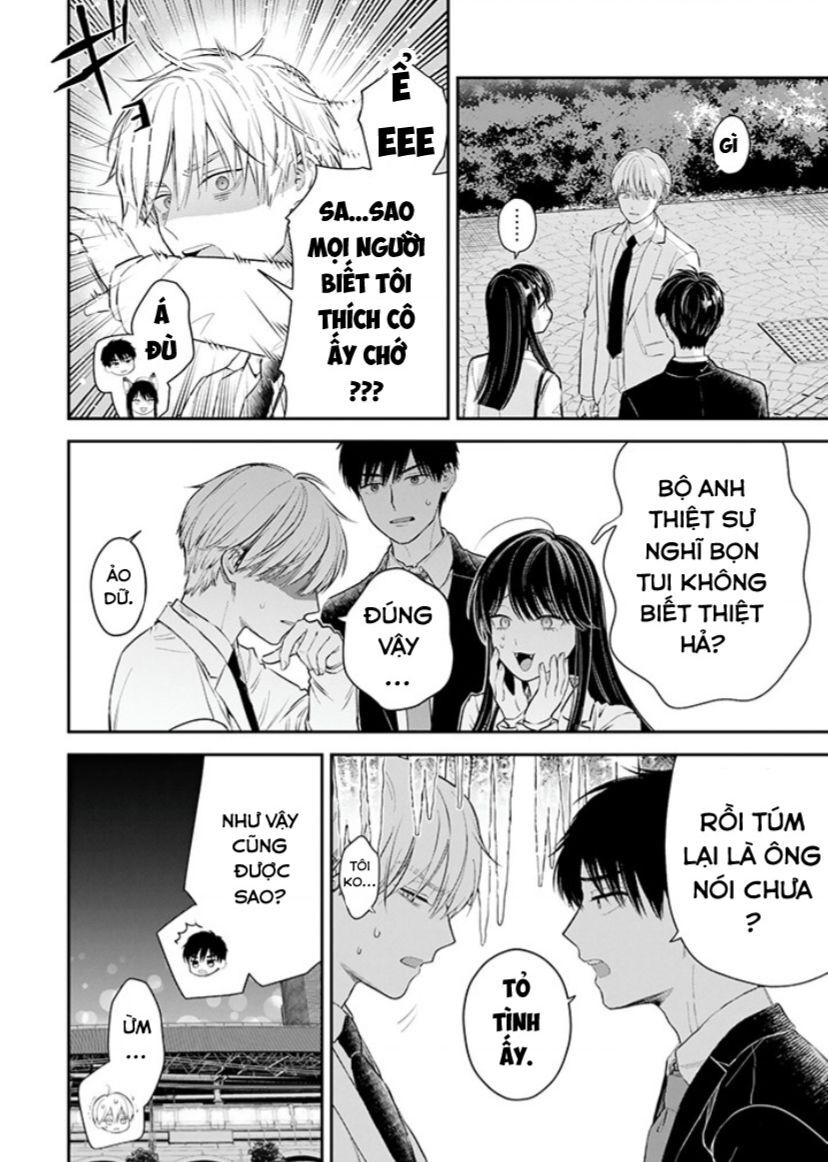 GÌ
......
Ể
EEE
SA...SAO
MỌI NGƯỜI
BIẾT TÔI
THÍCH CÔ
ẤY CHỚ
???
Á
ĐÙ
BỘ ANH
THIỆT SỰ
NGHĨ BỌN
TUI KHÔNG
BIẾT THIỆT
HẢ?
ĐÚNG
VẬY
...
ẢO
DỮ.
RỒI TÚM
LẠI LÀ ÔNG
NÓI CHƯA
?
TÔI
KO...
TỎ
TÌNH
ẤY.
NHƯ VẬY
CŨNG
ĐƯỢC
SAO?
ỪM